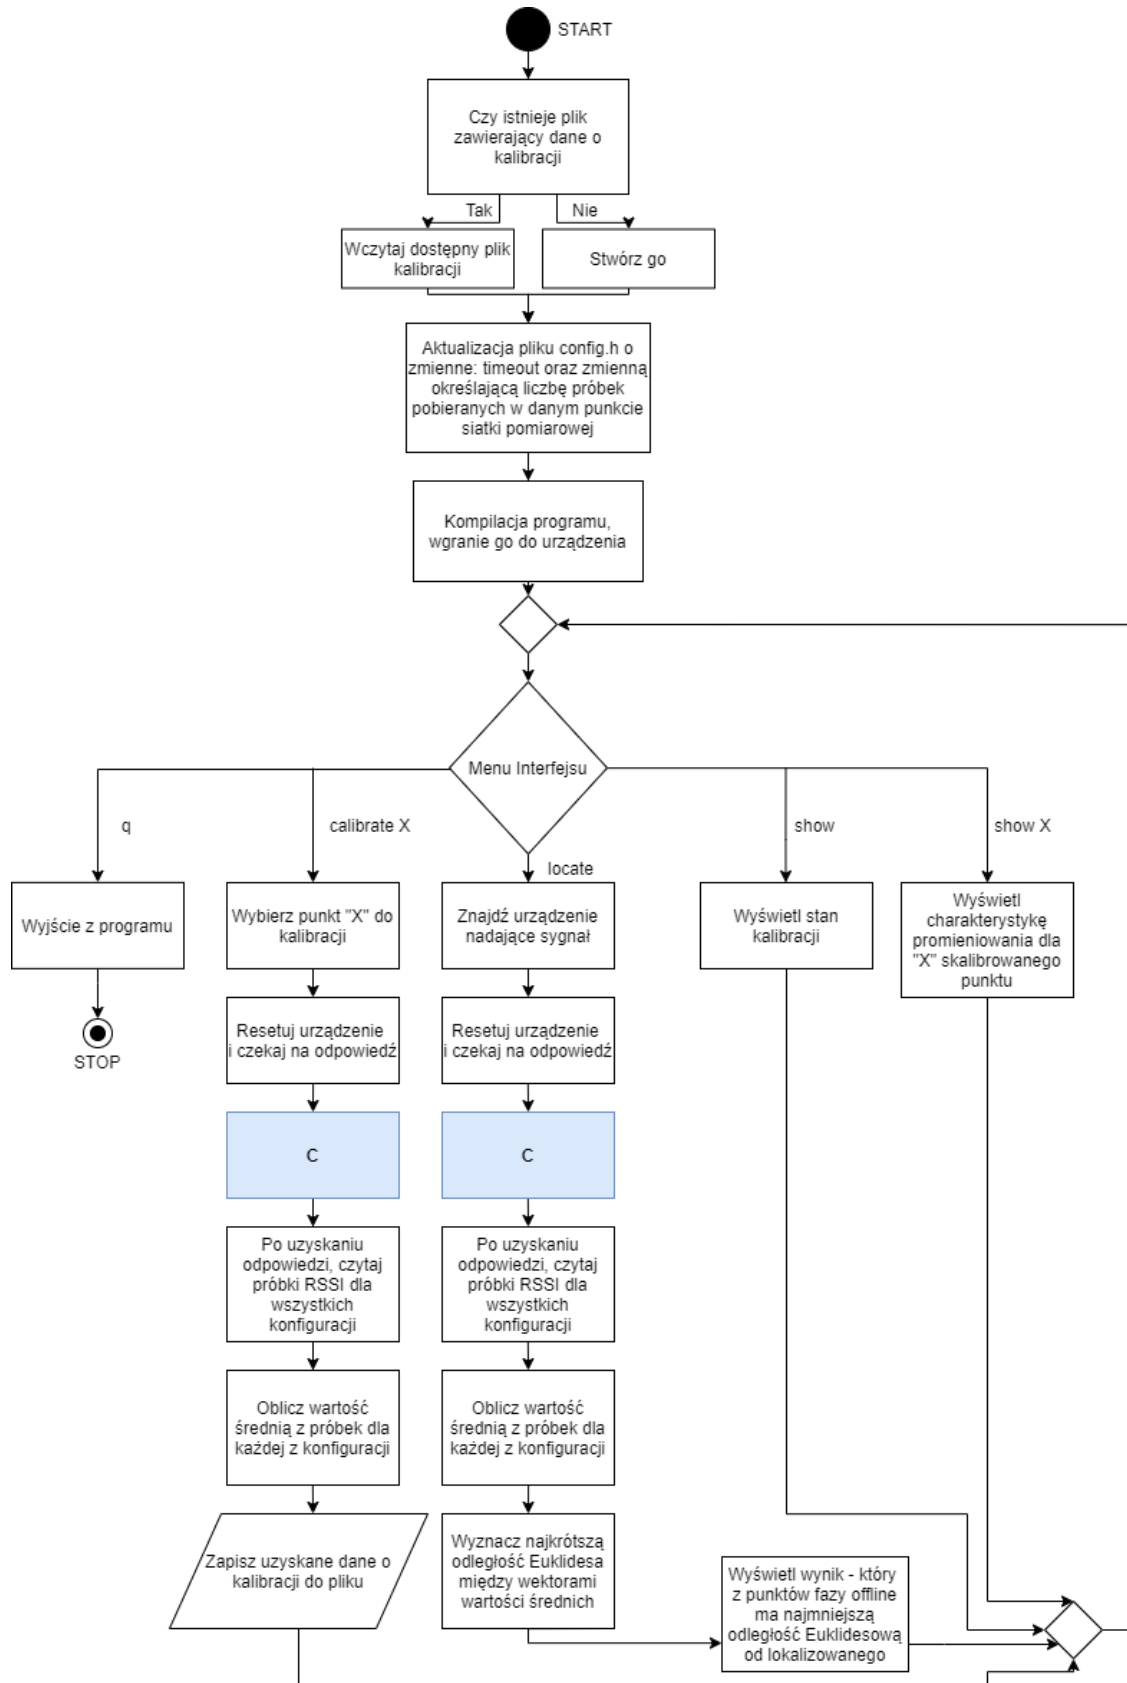 START
Czy istnieje plik
zawierający dane o
kalibracji
Tak
Nie
Wczytaj dostępny plik
kalibracji
Stwórz go
Aktualizacja pliku config.h o
zmienne: timeout oraz zmienną
określającą liczbę próbek
pobieranych w danym punkcie
siatki pomiarowej
Kompilacja programu,
wgranie go do urządzenia
Menu Interfejsu
q
calibrate X
locate
show
show X
Wyjście z programu
STOP
Wybierz punkt "X" do
kalibracji
Resetuj urządzenie
i czekaj na odpowiedź
C
Po uzyskaniu
odpowiedzi, czytaj
próbki RSSI dla
wszystkich
konfiguracji
Oblicz wartość
średnią z próbek dla
każdej z konfiguracji
Zapisz uzyskane dane o
kalibracji do pliku
Znajdź urządzenie
nadające sygnał
Resetuj urządzenie
i czekaj na odpowiedź
C
Po uzyskaniu
odpowiedzi, czytaj
próbki RSSI dla
wszystkich
konfiguracji
Oblicz wartość
średnią z próbek dla
każdej z konfiguracji
Wyznacz najkrótszą
odległość Euklidesa
między wektorami
wartości średnich
Wyświetl wynik - który
z punktów fazy offline
ma najmniejszą
odległość Euklidesową
od lokalizowanego
Wyświetl stan
kalibracji
Wyświetl
charakterystykę
promieniowania dla
"X" skalibrowanego
punktu